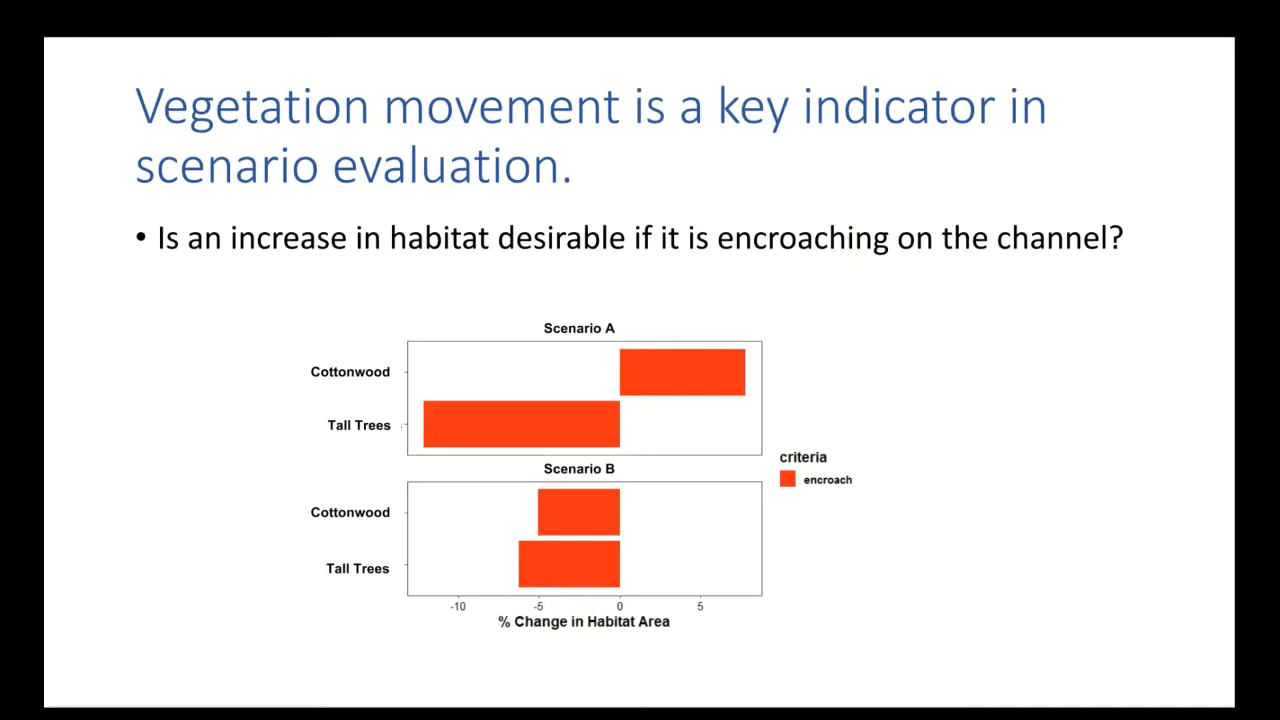 Vegetation movement is a key indicator in
scenario evaluation.
• Is an increase in habitat desirable if it is encroaching on the channel?
Scenario A
Cottonwood
Tall Trees
Scenario B
Cottonwood
Tall Trees
-10 -5 0 5
% Change in Habitat Area
criteria
encroach